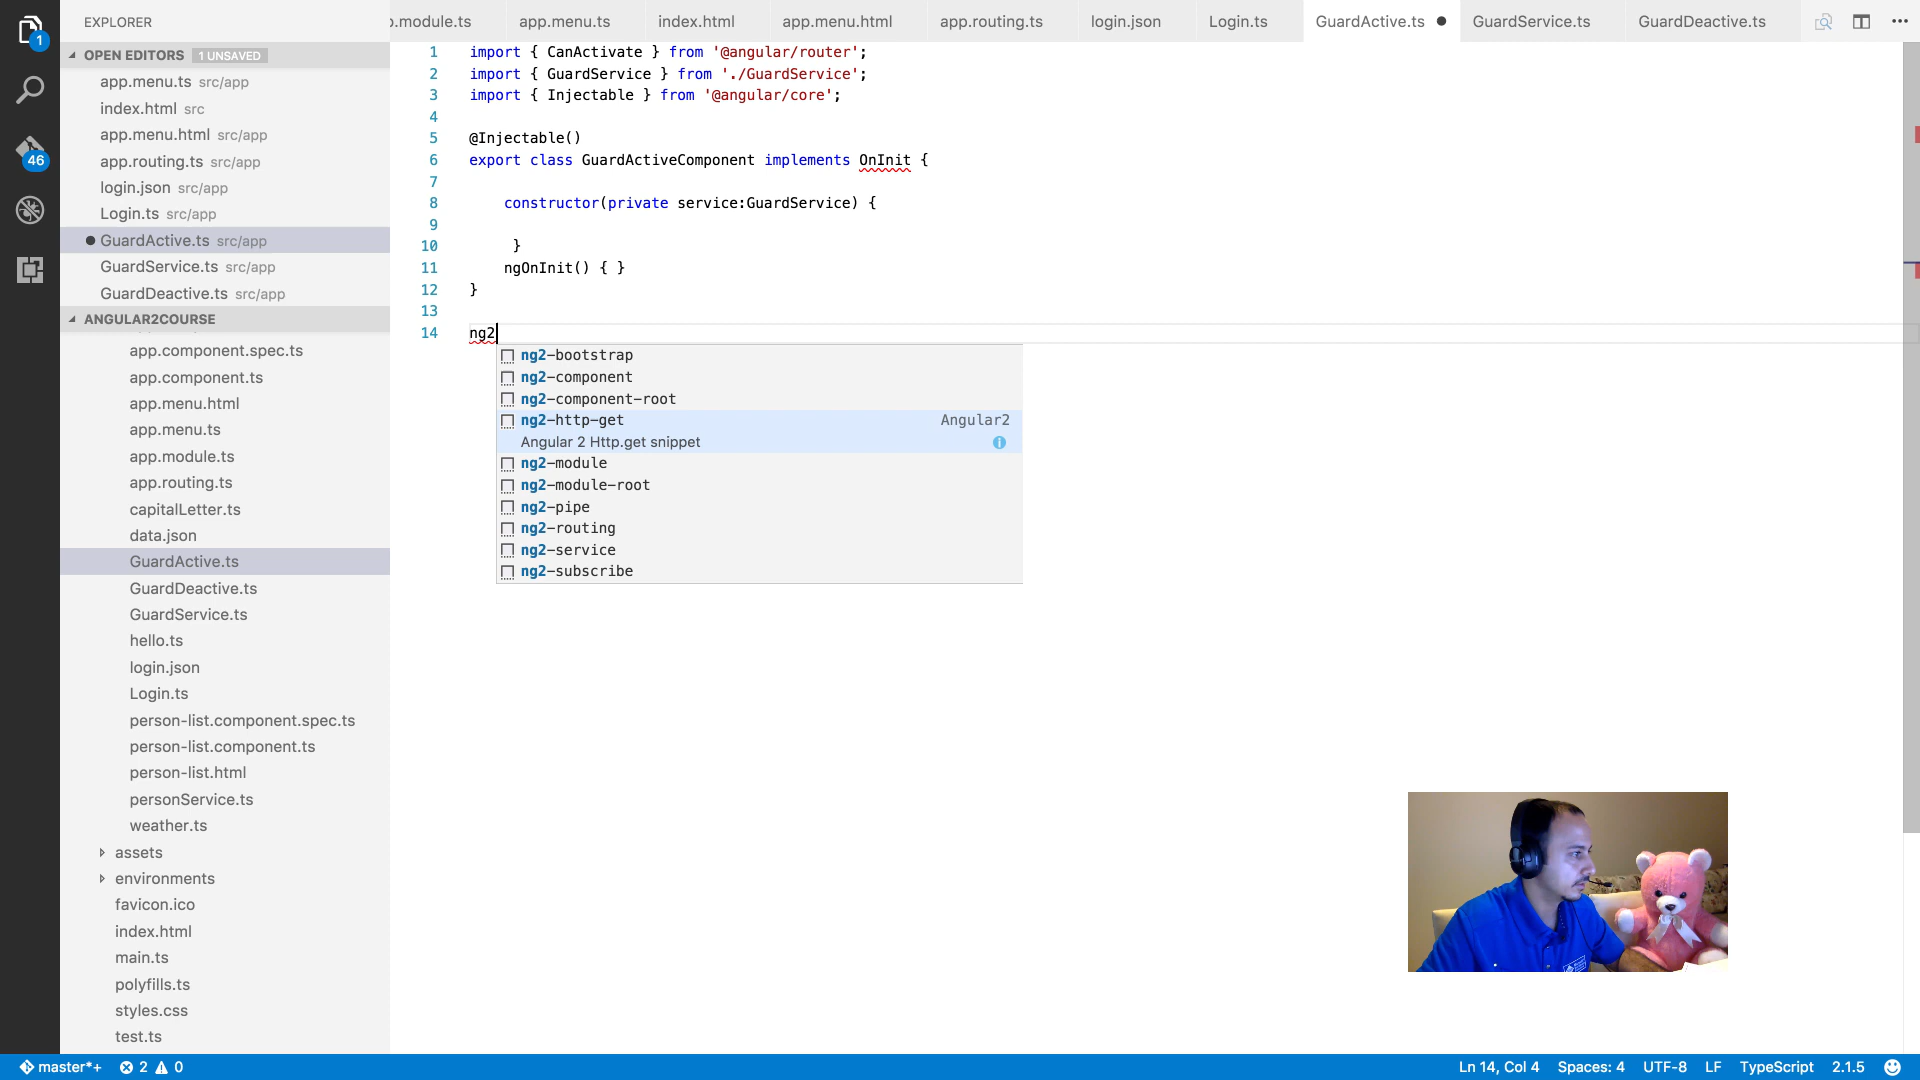 EXPLORER
1
OPEN EDITORS 1 UNSAVED
app.menu.ts src/app
index.html src
app.menu.html src/app
app.routing.ts src/app
login.json src/app
Login.ts src/app
GuardActive.ts src/app
GuardService.ts src/app
GuardDeactive.ts src/app
46
ANGULAR2COURSE
app.component.spec.ts
app.component.ts
app.menu.html
app.menu.ts
app.module.ts
app.routing.ts
capitalLetter.ts
data.json
GuardActive.ts
GuardDeactive.ts
GuardService.ts
hello.ts
login.json
Login.ts
person-list.component.spec.ts
person-list.component.ts
person-list.html
personService.ts
weather.ts
assets
environments
favicon.ico
index.html
main.ts
polyfills.ts
styles.css
test.ts
.module.ts app.menu.ts index.html app.menu.html app.routing.ts login.json Login.ts GuardActive.ts GuardService.ts GuardDeactive.ts
1 import { CanActivate } from '@angular/router';
2 import { GuardService } from './GuardService';
3 import { Injectable } from '@angular/core';
4
5 @Injectable()
6 export class GuardActiveComponent implements OnInit {
7
8 constructor(private service:GuardService) {
9
10 }
11 ngOnInit() { }
12 }
13
14 ng2
ng2-bootstrap
ng2-component
ng2-component-root
ng2-http-get Angular2
Angular 2 Http.get snippet
ng2-module
ng2-module-root
ng2-pipe
ng2-routing
ng2-service
ng2-subscribe
master*+ 2 0 Ln 14, Col 4 Spaces: 4 UTF-8 LF TypeScript 2.1.5